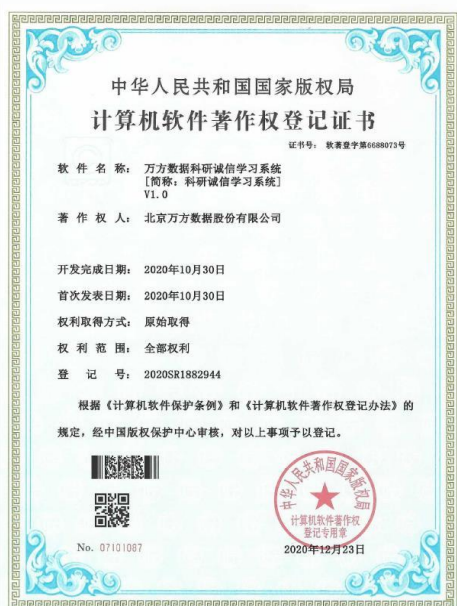 中华人民共和国国家版权局
计算机软件著作权登记证书
证书号： 软著登字第6688073号
软件名称： 万方数据科研诚信学习系统
[简称：科研诚信学习系统]
V1.0
著作权人： 北京万方数据股份有限公司
开发完成日期： 2020年10月30日
首次发表日期： 2020年10月30日
权利取得方式： 原始取得
权利范围： 全部权利
登记号： 2020SR1882944
根据《计算机软件保护条例》和《计算机软件著作权登记办法》的
规定，经中国版权保护中心审核，对以上事项予以登记。
中华人民共和国国家版权局
计算机软件著作权
登记专用章
No. 07101087
2020年12月23日